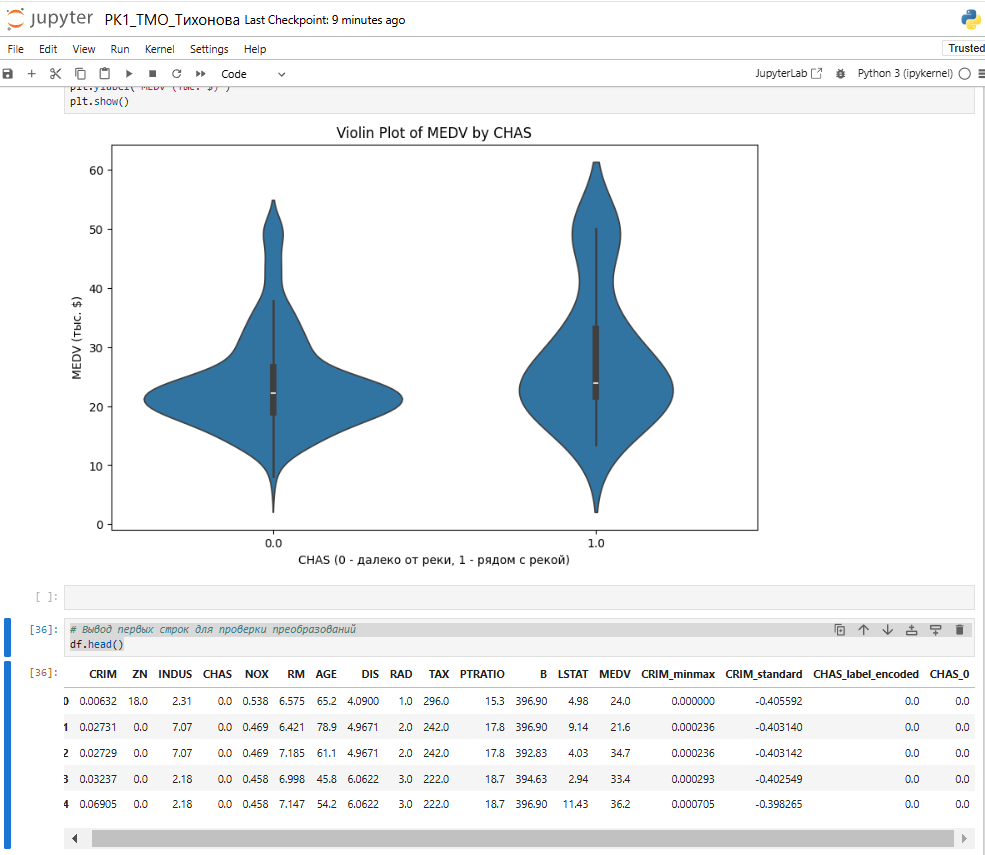 jupyter PK1_TMO_Тихонова Last Checkpoint: 9 minutes ago
File Edit View Run Kernel Settings Help
Trusted
Code
JupyterLab Python 3 (ipykernel)
plt.show()
Violin Plot of MEDV by CHAS
60
50
40
30
20
10
0
MEDV (тыс. $)
0.0 1.0
CHAS (0 - далеко от реки, 1 - рядом с рекой)
[ ]:
[36]: # Вывод первых строк для проверки преобразований
df.head()
[36]: CRIM ZN INDUS CHAS NOX RM AGE DIS RAD TAX PTRATIO B LSTAT MEDV CRIM_minmax CRIM_standard CHAS_label_encoded CHAS_0
0 0.00632 18.0 2.31 0.0 0.538 6.575 65.2 4.0900 1.0 296.0 15.3 396.90 4.98 24.0 0.000000 -0.405592 0.0 0.0
1 0.02731 0.0 7.07 0.0 0.469 6.421 78.9 4.9671 2.0 242.0 17.8 396.90 9.14 21.6 0.000236 -0.403140 0.0 0.0
2 0.02729 0.0 7.07 0.0 0.469 7.185 61.1 4.9671 2.0 242.0 17.8 392.83 4.03 34.7 0.000236 -0.403142 0.0 0.0
3 0.03237 0.0 2.18 0.0 0.458 6.998 45.8 6.0622 3.0 222.0 18.7 394.63 2.94 33.4 0.000293 -0.402549 0.0 0.0
4 0.06905 0.0 2.18 0.0 0.458 7.147 54.2 6.0622 3.0 222.0 18.7 396.90 11.43 36.2 0.000705 -0.398265 0.0 0.0